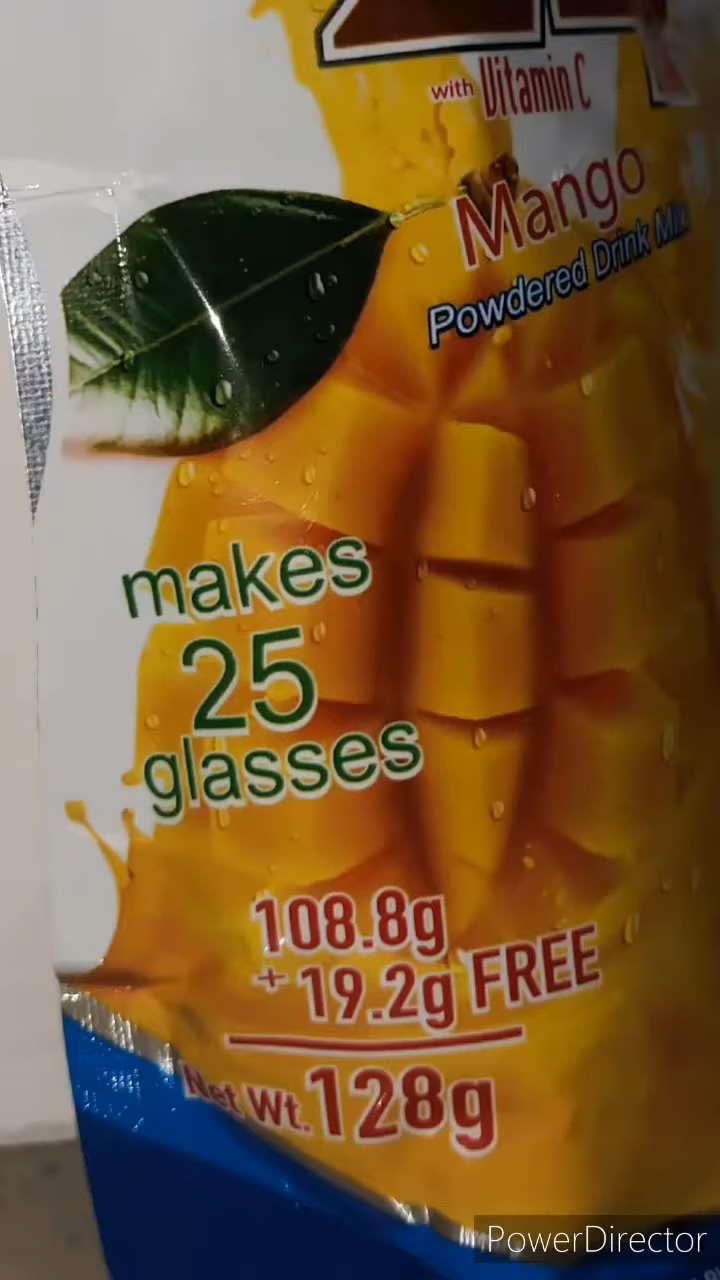 with Vitamin C
Mango
Powdered Drink Mix
makes
25
glasses
108.8g
+ 19.2g FREE
Net Wt. 128g
PowerDirector